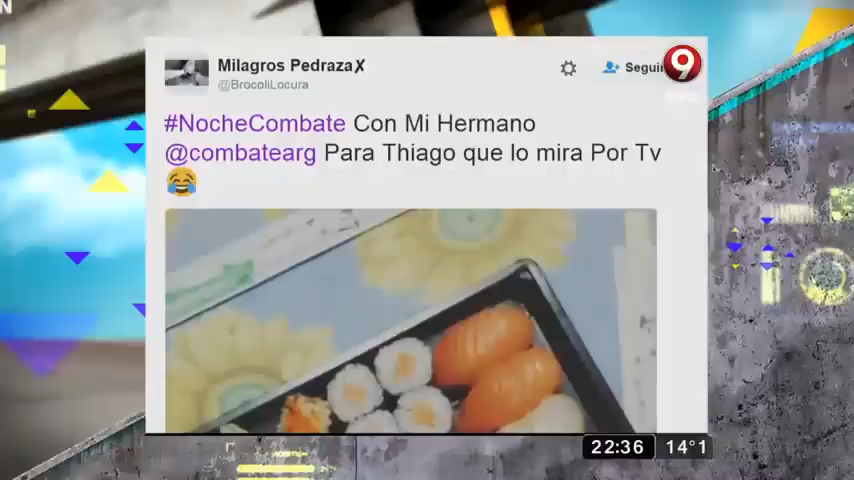 N
Milagros PedrazaX
@BrocoliLocura
Seguir
9
#NocheCombate Con Mi Hermano
@combatearg Para Thiago que lo mira Por Tv
😂
22:36 14°1